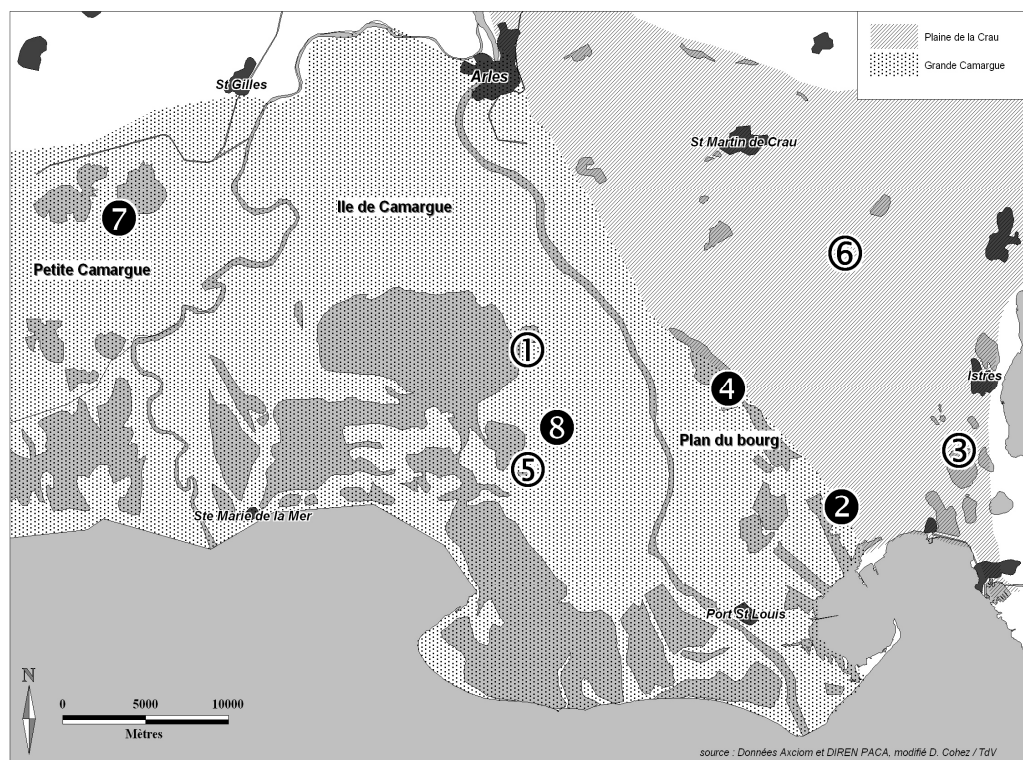 Plaine de la Crau
Grande Camargue
St Gilles
Arles
St Martin de Crau
Ile de Camargue
7
6
Petite Camargue
1
Istres
4
8
Plan du bourg
3
5
2
Ste Marie de la Mer
Port St Louis
N
0 5000 10000
Mètres
source : Données Axciom et DIREN PACA, modifié D. Cohez / TdV